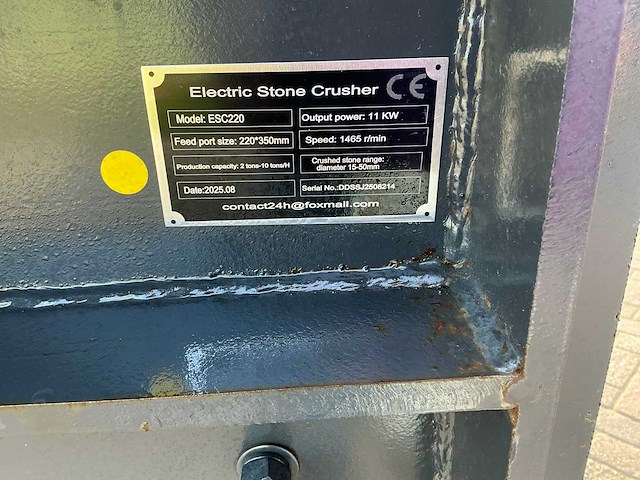 Electric Stone Crusher CE
Model: ESC220
Output power: 11 KW
Feed port size: 220*350mm
Speed: 1465 r/min
Production capacity: 2 tons-10 tons/H
Crushed stone range:
diameter 15-50mm
Date:2025.08
Serial No.:DDSSJ2508214
contact24h@foxmail.com